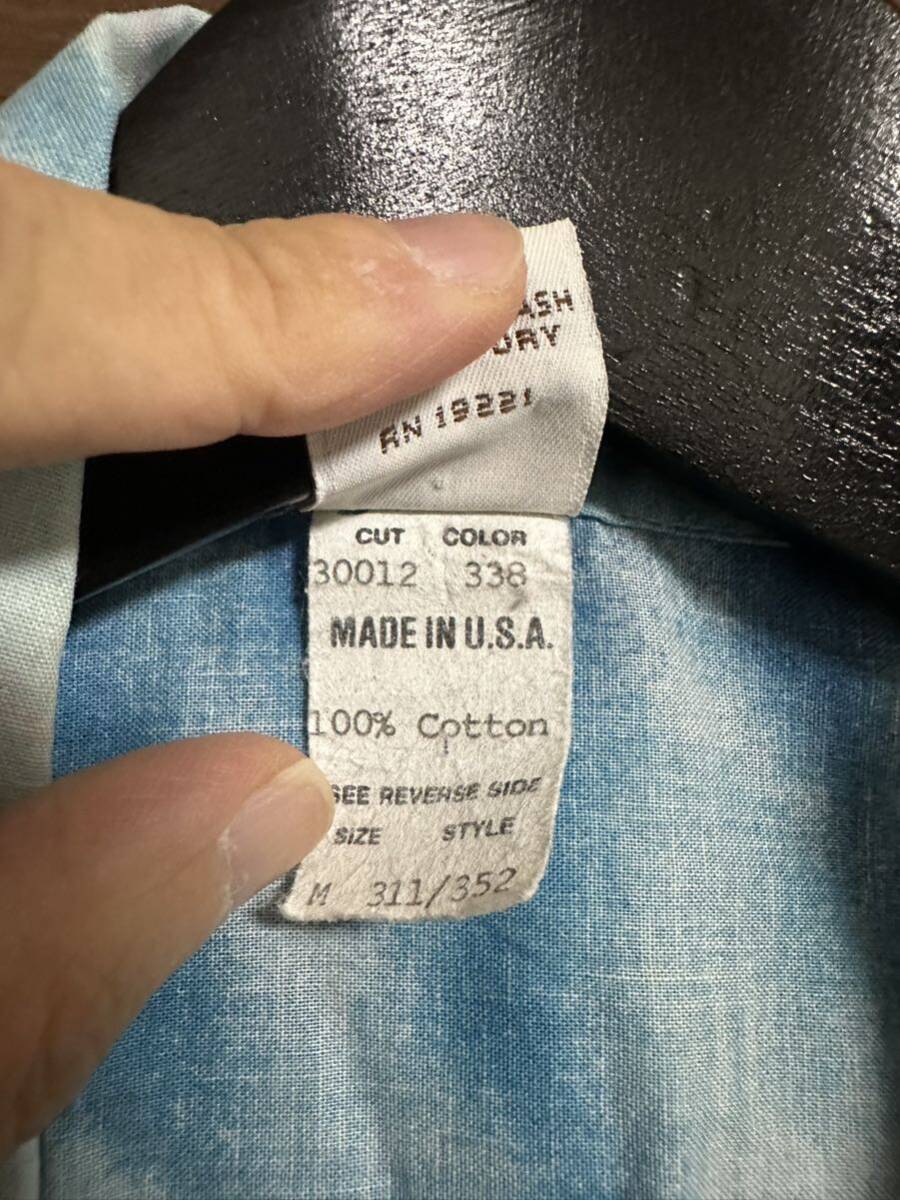 RN 19221
CUT COLOR
30012 338
MADE IN U.S.A.
100% Cotton
SEE REVERSE SIDE
SIZE STYLE
M 311/352